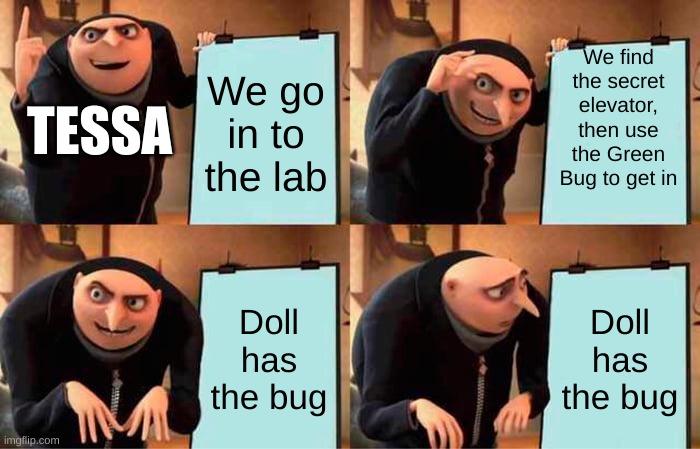 TESSA
We go
in to
the lab
We find
the secret
elevator,
then use
the Green
Bug to get in
Doll
has
the bug
Doll
has
the bug
imgflip.com